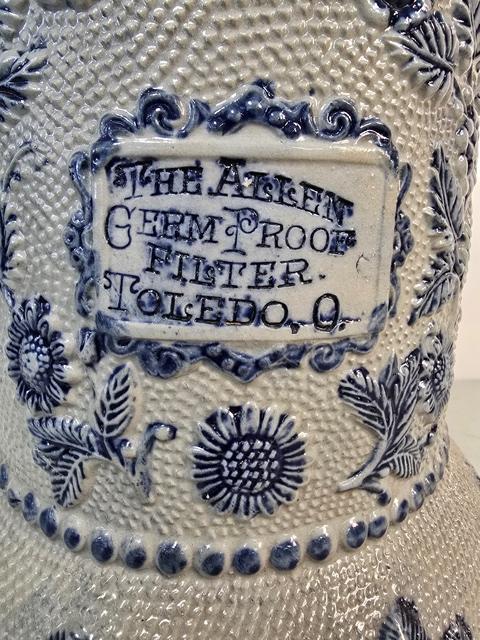 THE ALLEN
GERM PROOF
FILTER.
TOLEDO, O.